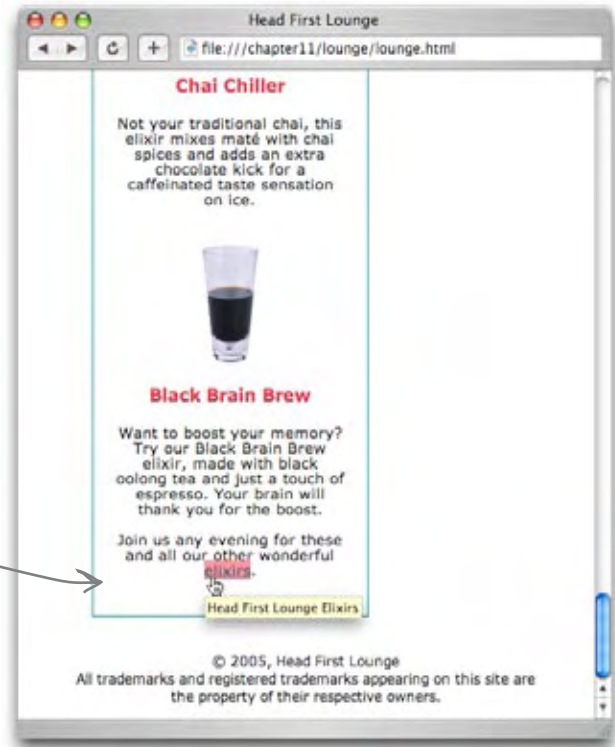 Head First Lounge
file:///chapter11/lounge/lounge.html
Chai Chiller
Not your traditional chai, this
elixir mixes maté with chai
spices and adds an extra
chocolate kick for a
caffeinated taste sensation
on ice.
Black Brain Brew
Want to boost your memory?
Try our Black Brain Brew
elixir, made with black
oolong tea and just a touch of
espresso. Your brain will
thank you for the boost.
Join us any evening for these
and all our other wonderful
elixirs.
Head First Lounge Elixirs
© 2005, Head First Lounge
All trademarks and registered trademarks appearing on this site are
the property of their respective owners.